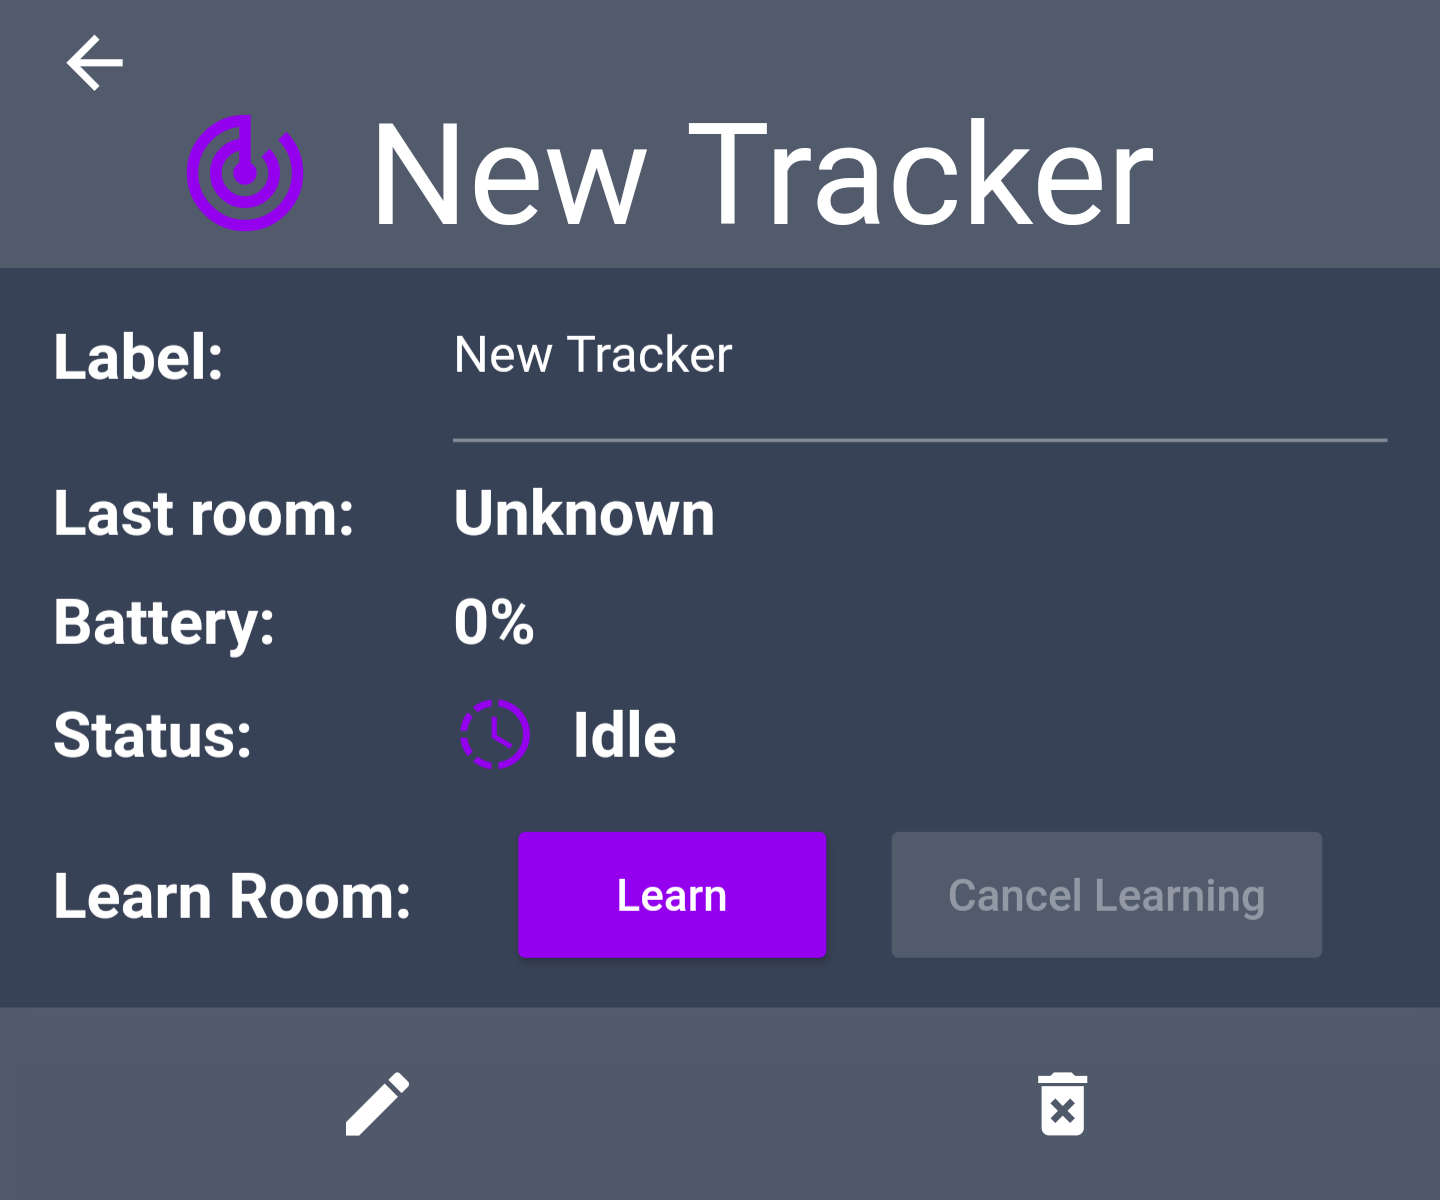 New Tracker
Label: New Tracker
Last room: Unknown
Battery: 0%
Status: Idle
Learn Room: Learn Cancel Learning